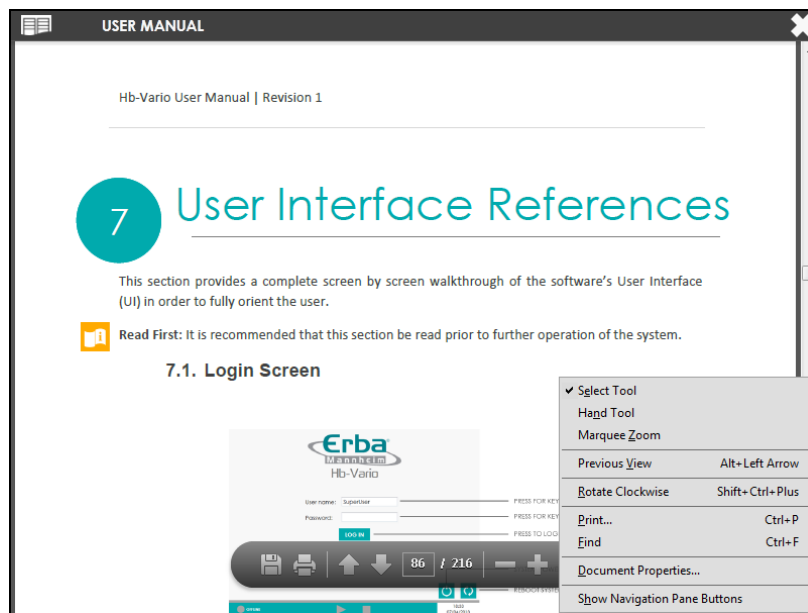 USER MANUAL
Hb-Vario User Manual | Revision 1
7 User Interface References
This section provides a complete screen by screen walkthrough of the software's User Interface
(UI) in order to fully orient the user.
Read First: It is recommended that this section be read prior to further operation of the system.
7.1. Login Screen
Erba
Mannheim
Hb-Vario
User name: SuperUser PRESS FOR KEY
Password: PRESS FOR KEY
LOG IN PRESS TO LOG
86 / 216
REBOOT SYSTEM
Select Tool
Hand Tool
Marquee Zoom
Previous View Alt+Left Arrow
Rotate Clockwise Shift+Ctrl+Plus
Print... Ctrl+P
Find Ctrl+F
Document Properties...
Show Navigation Pane Buttons